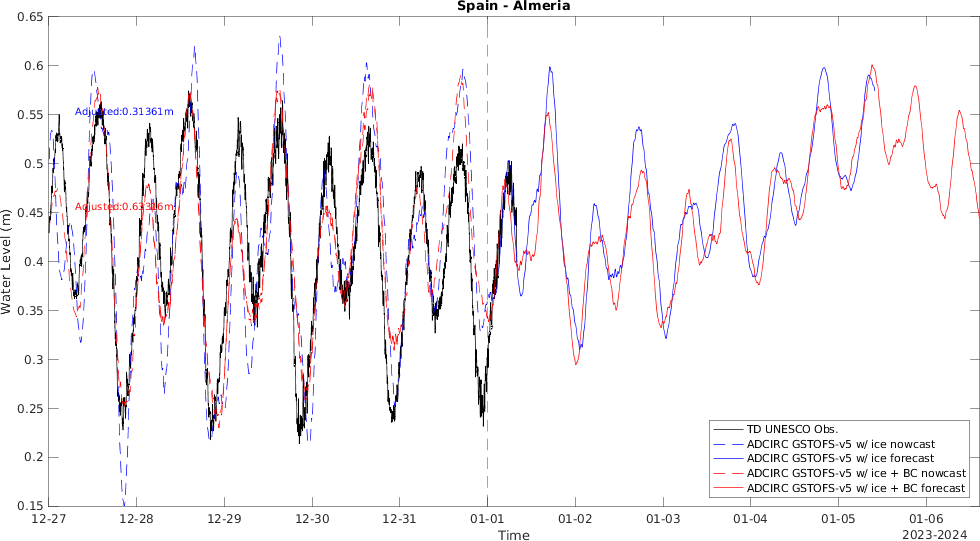 Spain - Almeria
0.65
0.6
0.55
0.5
0.45
0.4
0.35
0.3
0.25
0.2
0.15
Water Level (m)
Adjusted:0.31361m
Adjusted:0.63316m
TD UNESCO Obs.
ADCIRC GSTOFS-v5 w/ ice nowcast
ADCIRC GSTOFS-v5 w/ ice forecast
ADCIRC GSTOFS-v5 w/ ice + BC nowcast
ADCIRC GSTOFS-v5 w/ ice + BC forecast
12-27 12-28 12-29 12-30 12-31 01-01 01-02 01-03 01-04 01-05 01-06
Time
2023-2024